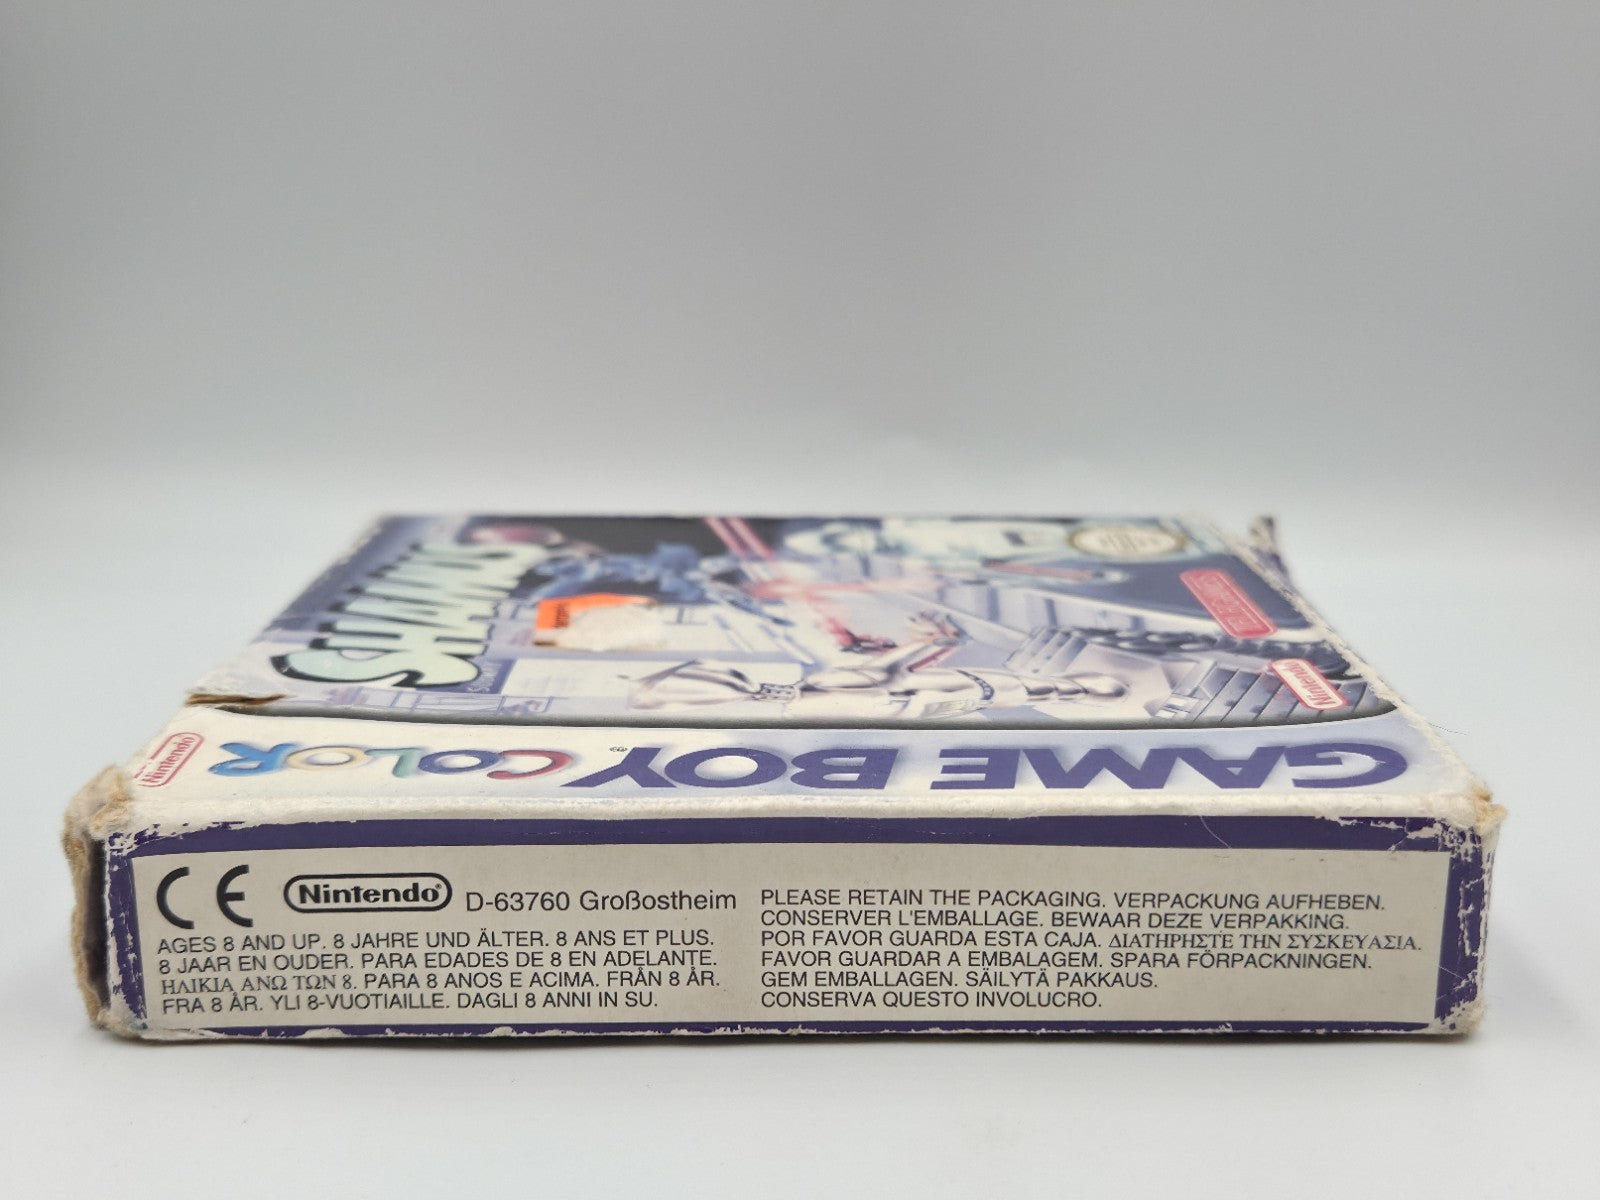 SHAMUS
Nintendo
Nintendo
GAME BOY COLOR
CE
Nintendo®
D-63760 Großostheim
AGES 8 AND UP. 8 JAHRE UND ÄLTER. 8 ANS ET PLUS.
8 JAAR EN OUDER. PARA EDADES DE 8 EN ADELANTE.
ΗΛΙΚΙΑ ΑΝΩ ΤΩΝ 8. PARA 8 ANOS E ACIMA. FRÅN 8 ÅR.
FRA 8 ÅR. YLI 8-VUOTIAILLE. DAGLI 8 ANNI IN SU.
PLEASE RETAIN THE PACKAGING. VERPACKUNG AUFHEBEN.
CONSERVER L'EMBALLAGE. BEWAAR DEZE VERPAKKING.
POR FAVOR GUARDA ESTA CAJA. ΔΙΑΤΗΡΗΣΤΕ ΤΗΝ ΣΥΣΚΕΥΑΣΙΑ.
FAVOR GUARDAR A EMBALAGEM. SPARA FÖRPACKNINGEN.
GEM EMBALLAGEN. SÄILYTÄ PAKKAUS.
CONSERVA QUESTO INVOLUCRO.